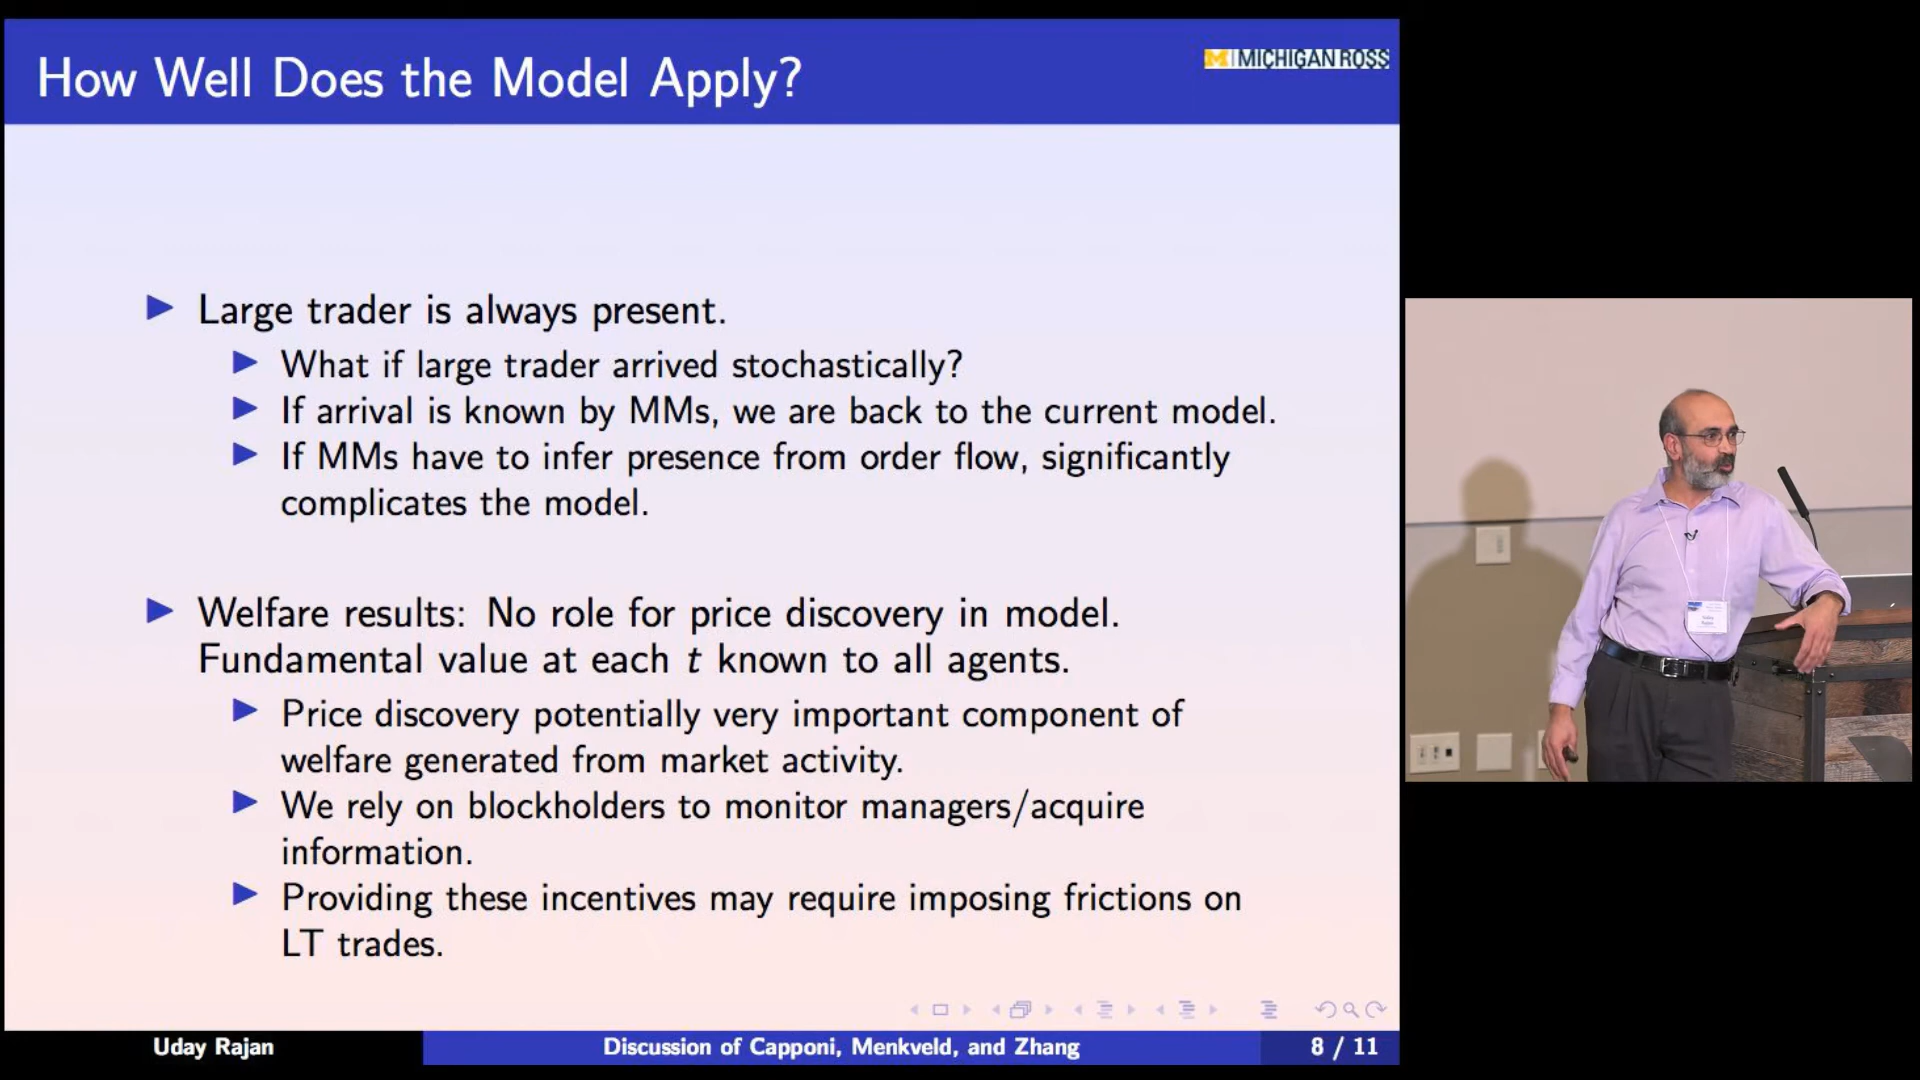 How Well Does the Model Apply?
M MICHIGAN ROSS
Large trader is always present.
What if large trader arrived stochastically?
If arrival is known by MMs, we are back to the current model.
If MMs have to infer presence from order flow, significantly
complicates the model.
Welfare results: No role for price discovery in model.
Fundamental value at each t known to all agents.
Price discovery potentially very important component of
welfare generated from market activity.
We rely on blockholders to monitor managers/acquire
information.
Providing these incentives may require imposing frictions on
LT trades.
Uday Rajan
Discussion of Capponi, Menkveld, and Zhang
8 / 11